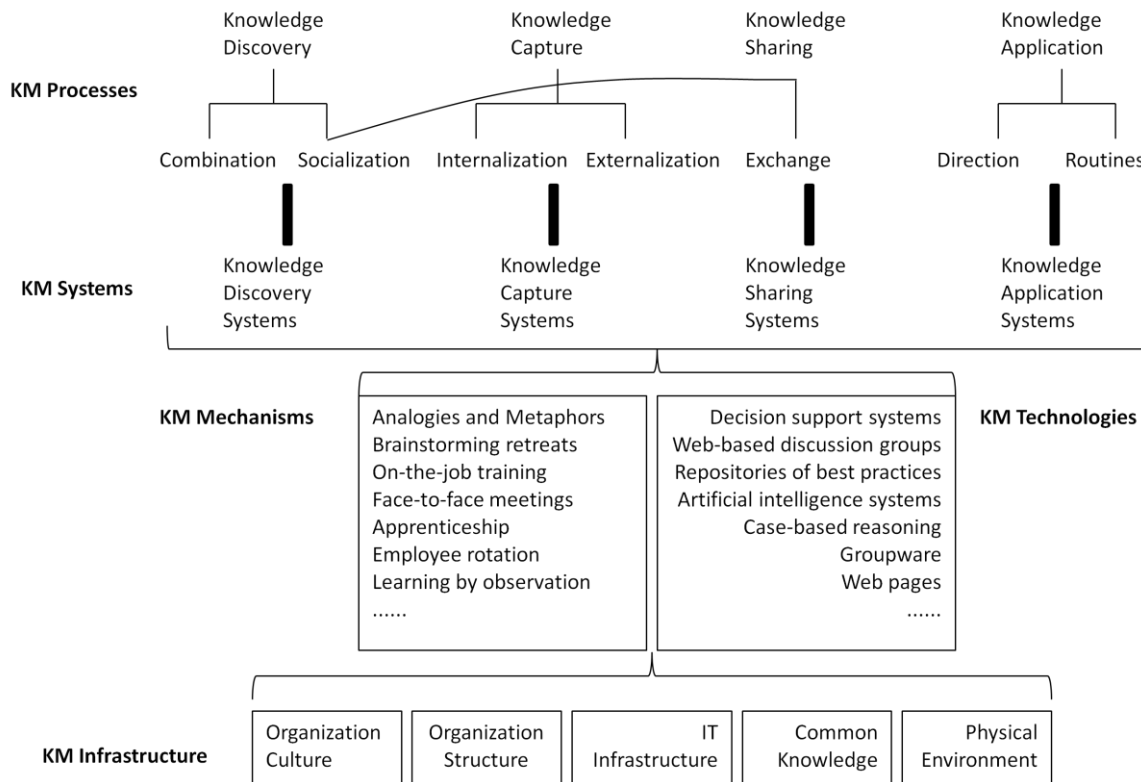 Knowledge Discovery
Knowledge Capture
Knowledge Sharing
Knowledge Application
KM Processes
Combination
Socialization
Internalization
Externalization
Exchange
Direction
Routines
KM Systems
Knowledge Discovery Systems
Knowledge Capture Systems
Knowledge Sharing Systems
Knowledge Application Systems
KM Mechanisms
Analogies and Metaphors
Brainstorming retreats
On-the-job training
Face-to-face meetings
Apprenticeship
Employee rotation
Learning by observation
......
Decision support systems
Web-based discussion groups
Repositories of best practices
Artificial intelligence systems
Case-based reasoning
Groupware
Web pages
......
KM Technologies
KM Infrastructure
Organization Culture
Organization Structure
IT Infrastructure
Common Knowledge
Physical Environment